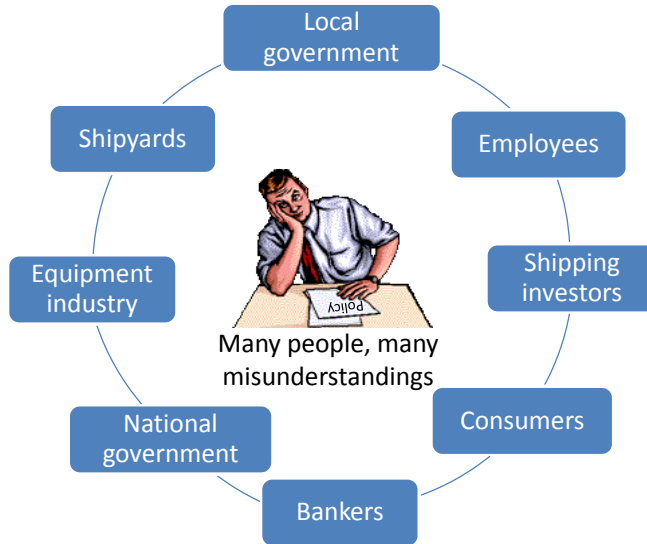 Local
government
Shipyards
Employees
Equipment
industry
Shipping
investors
Policy
Many people, many
misunderstandings
National
government
Consumers
Bankers